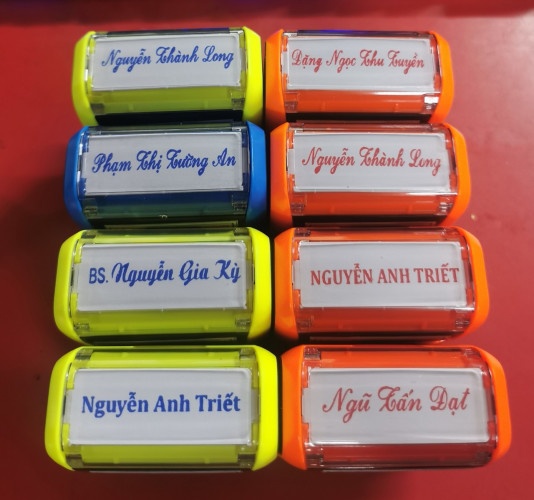 Nguyễn Thành Long
Đặng Ngọc Thu Tuyền
Phạm Thị Tường An
Nguyễn Thành Long
BS. Nguyễn Gia Kỳ
NGUYỄN ANH TRIẾT
Nguyễn Anh Triết
Ngũ Tấn Đạt